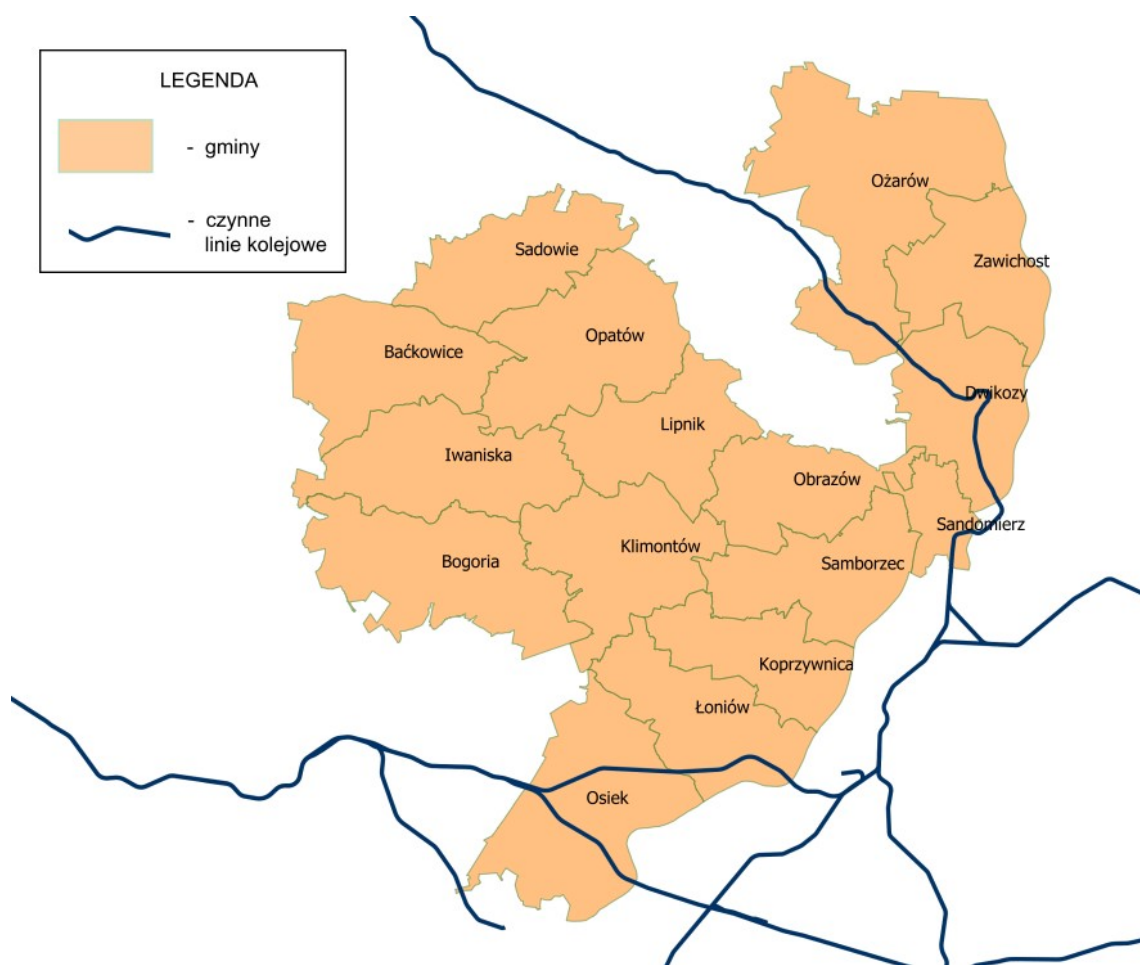 LEGENDA
- gminy
- czynne
linie kolejowe
Ożarów
Sadowie
Zawichost
Opatów
Baćkowice
Dwikozy
Lipnik
Iwaniska
Obrazów
Sandomierz
Klimontów
Bogoria
Samborzec
Koprzywnica
Łoniów
Osiek